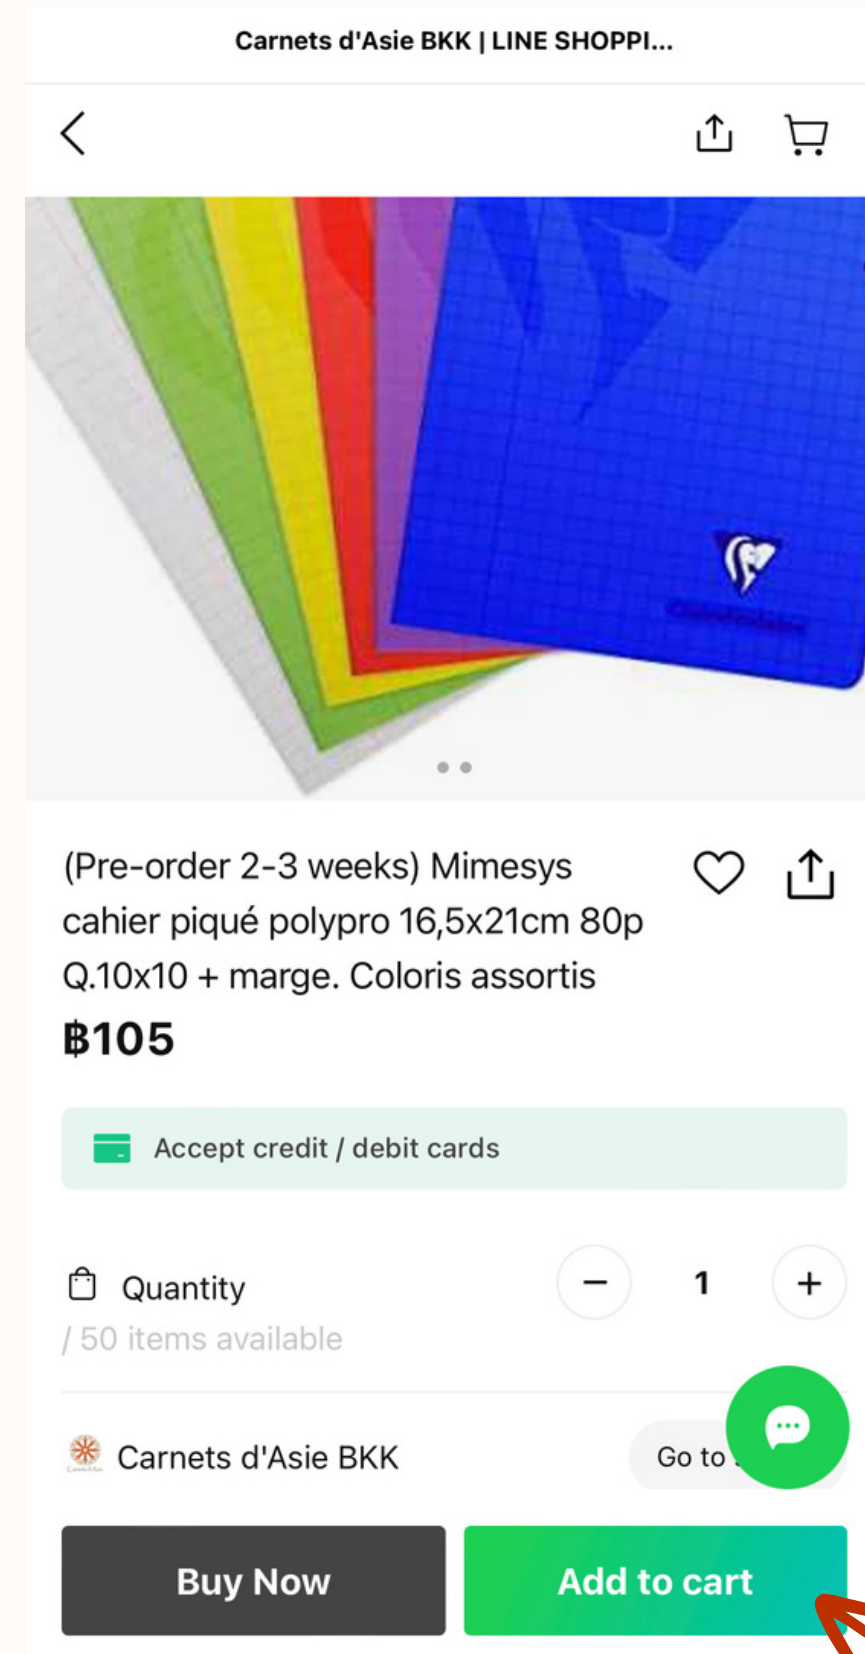 Carnets d'Asie BKK | LINE SHOPPI...
(Pre-order 2-3 weeks) Mimesys
cahier piqué polypro 16,5x21cm 80p
Q.10x10 + marge. Coloris assortis
฿105
Accept credit / debit cards
Quantity
1
/ 50 items available
Carnets d'Asie BKK
Go to
Buy Now
Add to cart